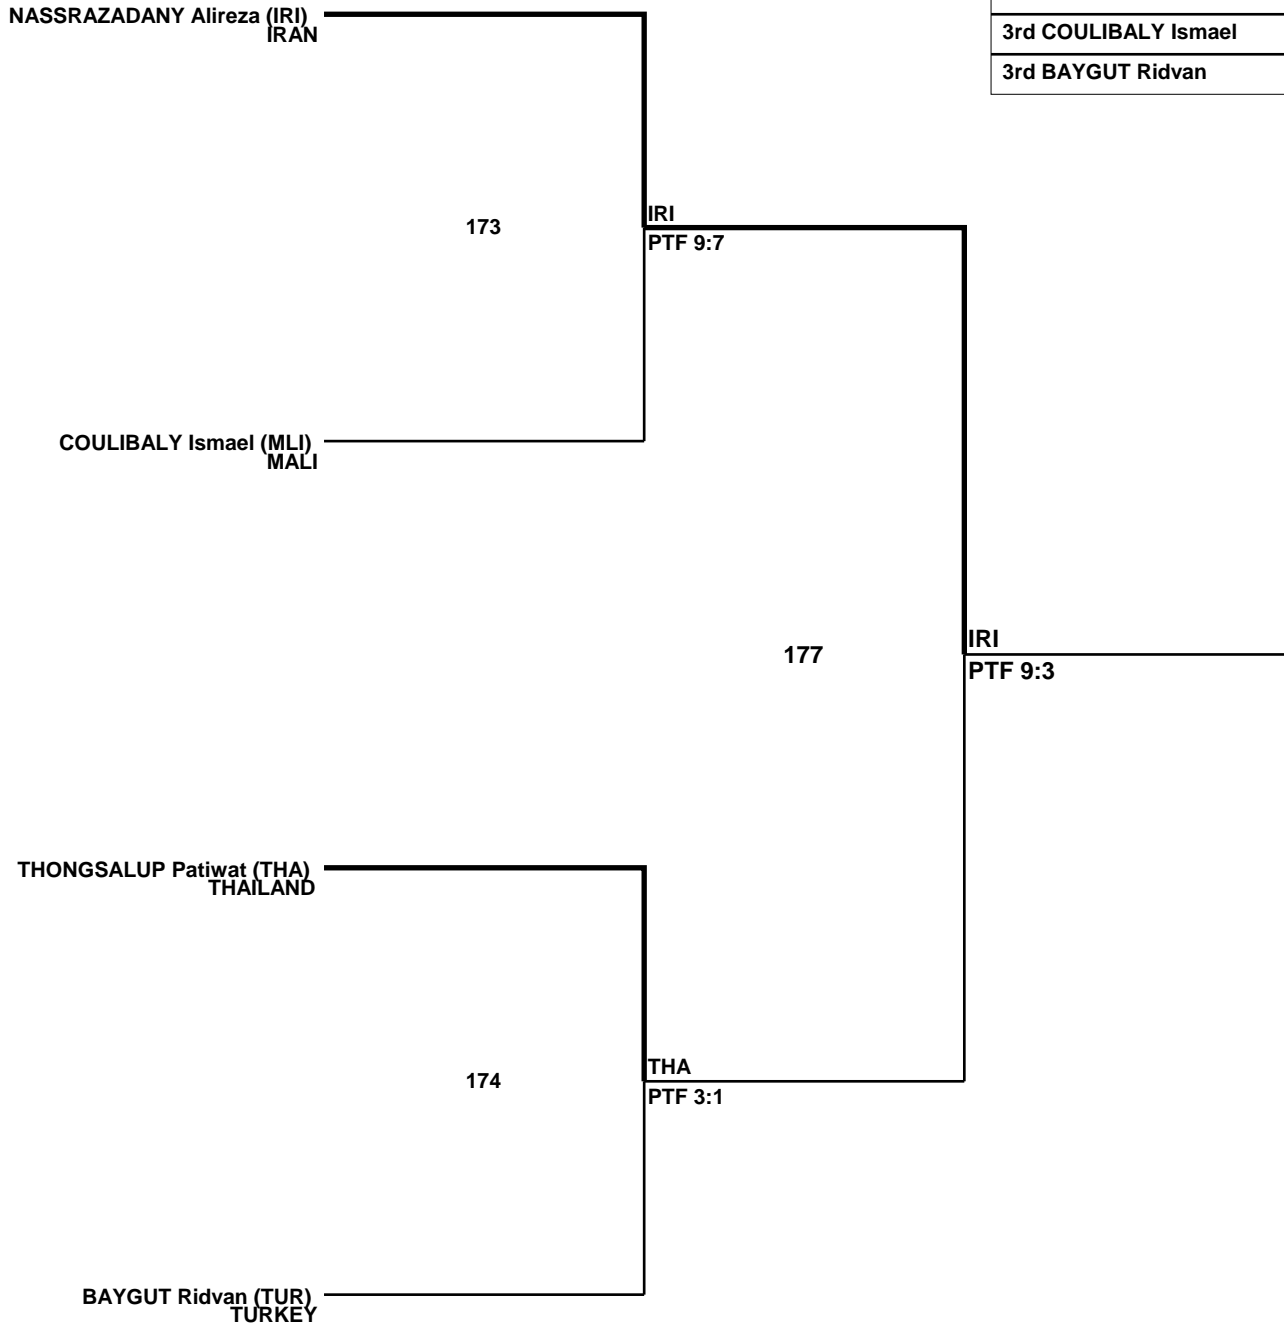 NASSRAZADANY Alireza (IRI)
IRAN
3rd COULIBALY Ismael
3rd BAYGUT Ridvan
173
IRI
PTF 9:7
COULIBALY Ismael (MLI)
MALI
177
IRI
PTF 9:3
THONGSALUP Patiwat (THA)
THAILAND
174
THA
PTF 3:1
BAYGUT Ridvan (TUR)
TURKEY